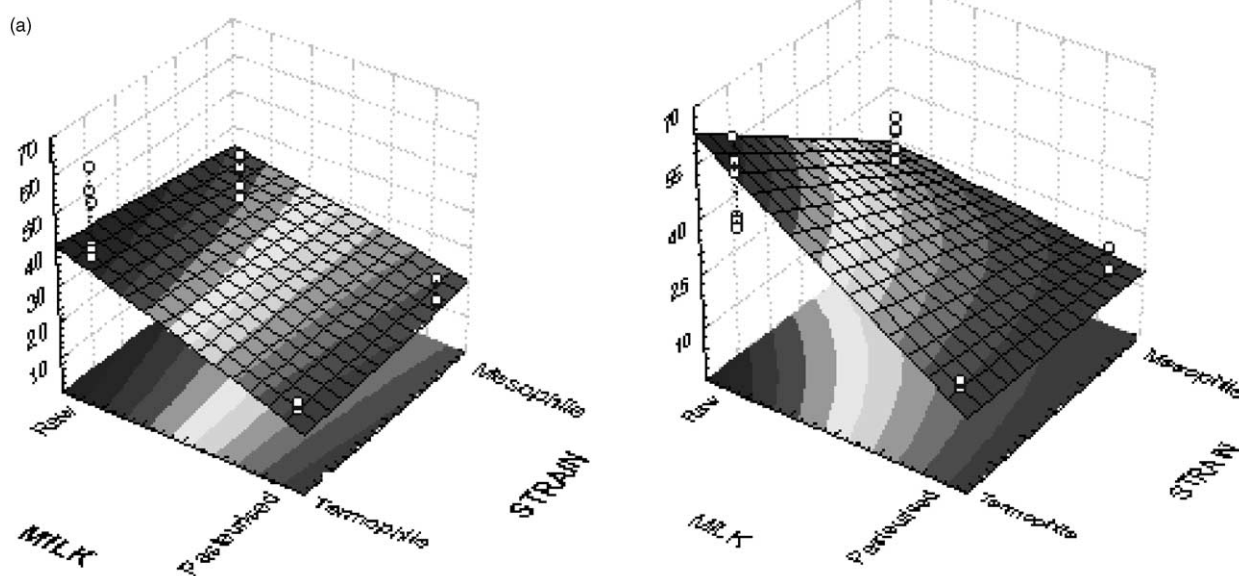 (a)
70
60
50
40
30
20
10
Raw
MILK
Pasteurised
Termophile
STRAIN
Mesophile
70
55
40
25
10
Raw
MILK
Pasteurised
Termophile
STRAIN
Mesophile